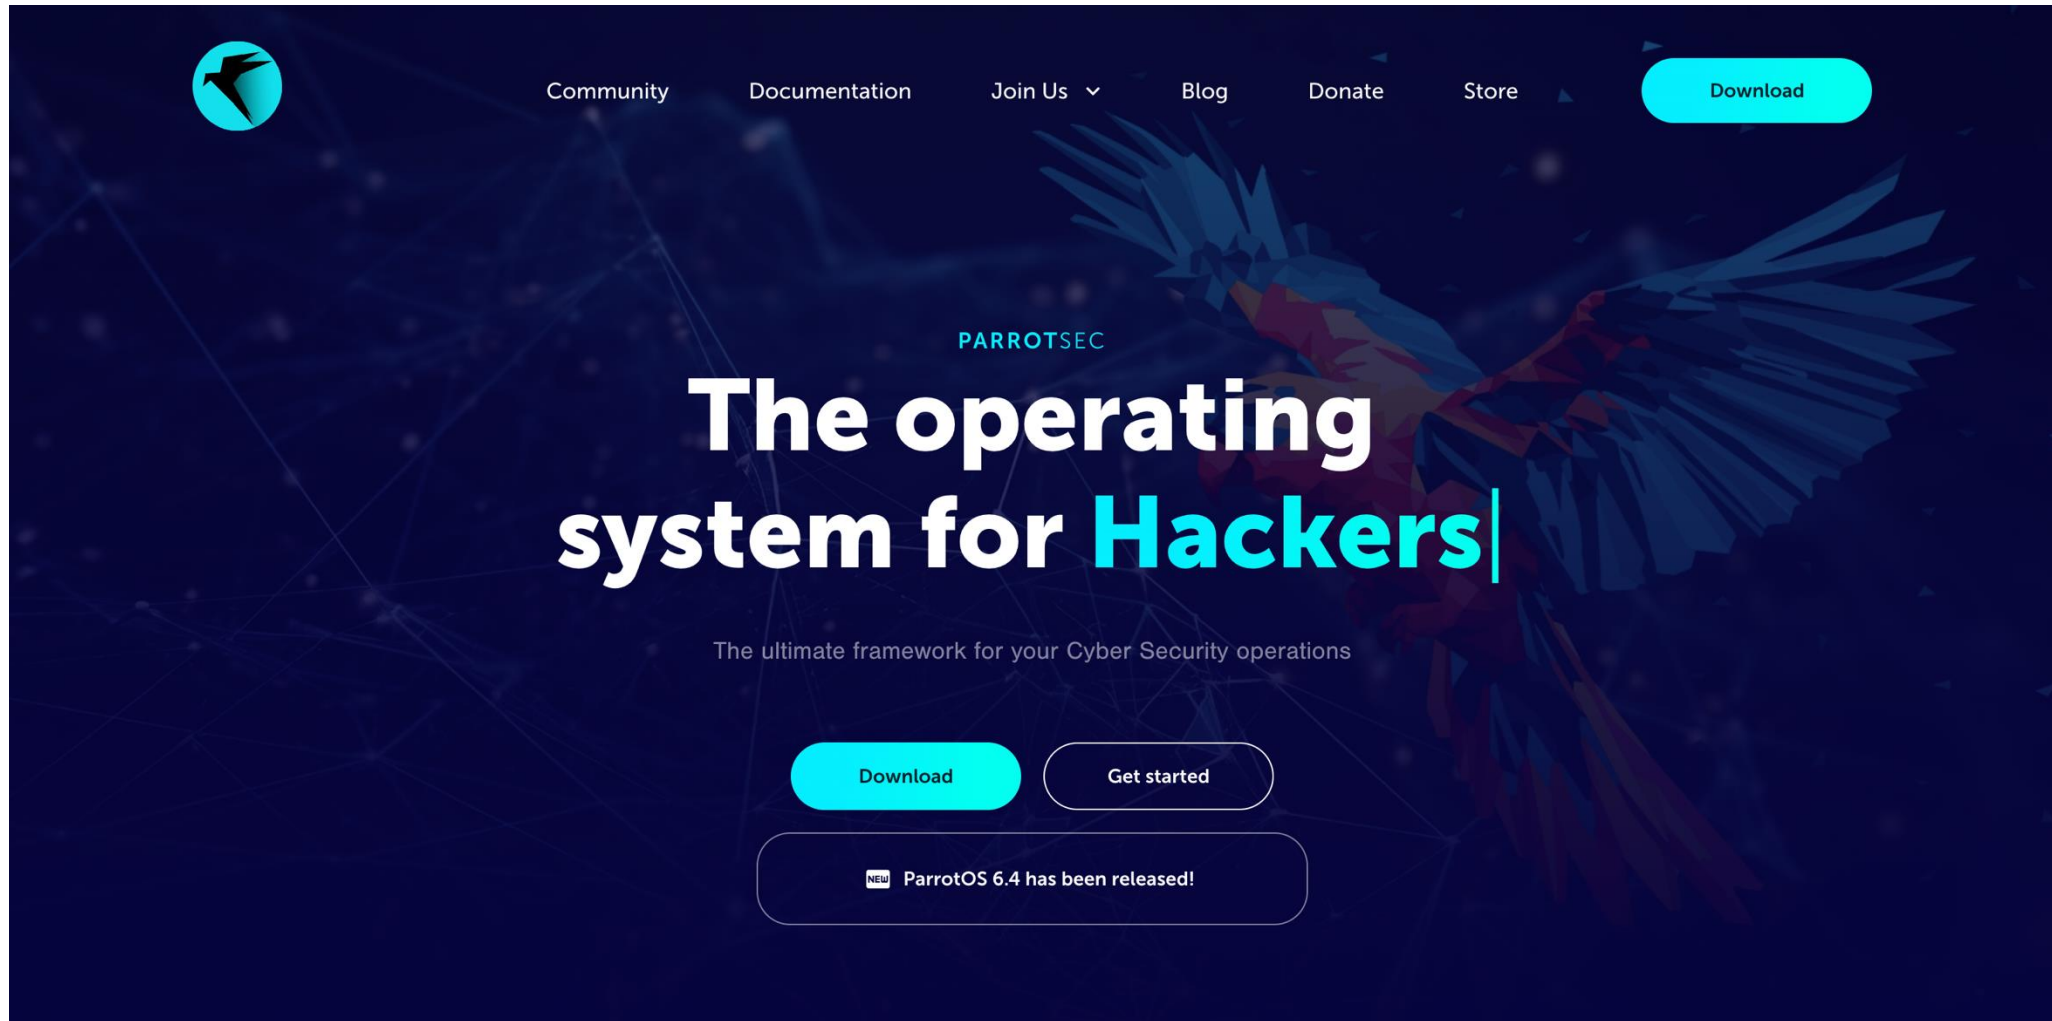 Community Documentation Join Us Blog Donate Store Download
PARROTSEC
The operating
system for Hackers
The ultimate framework for your Cyber Security operations
Download Get started
NEW ParrotOS 6.4 has been released!